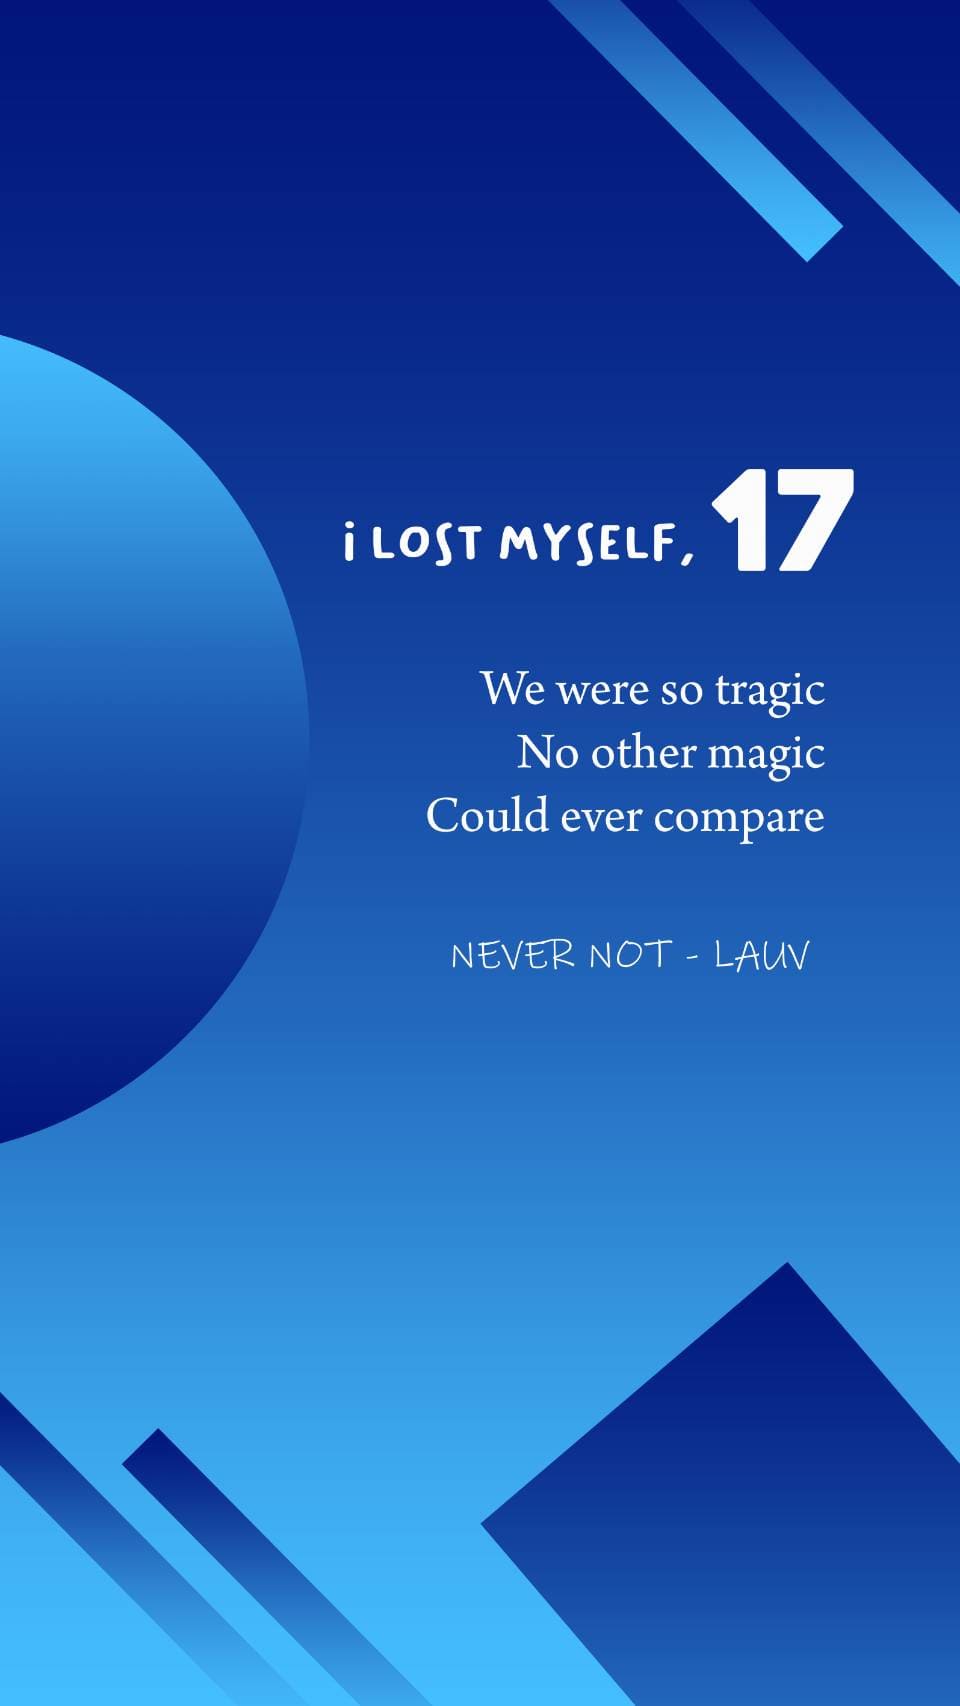 i LOST MYSELF, 17
We were so tragic
No other magic
Could ever compare
NEVER NOT - LAUV